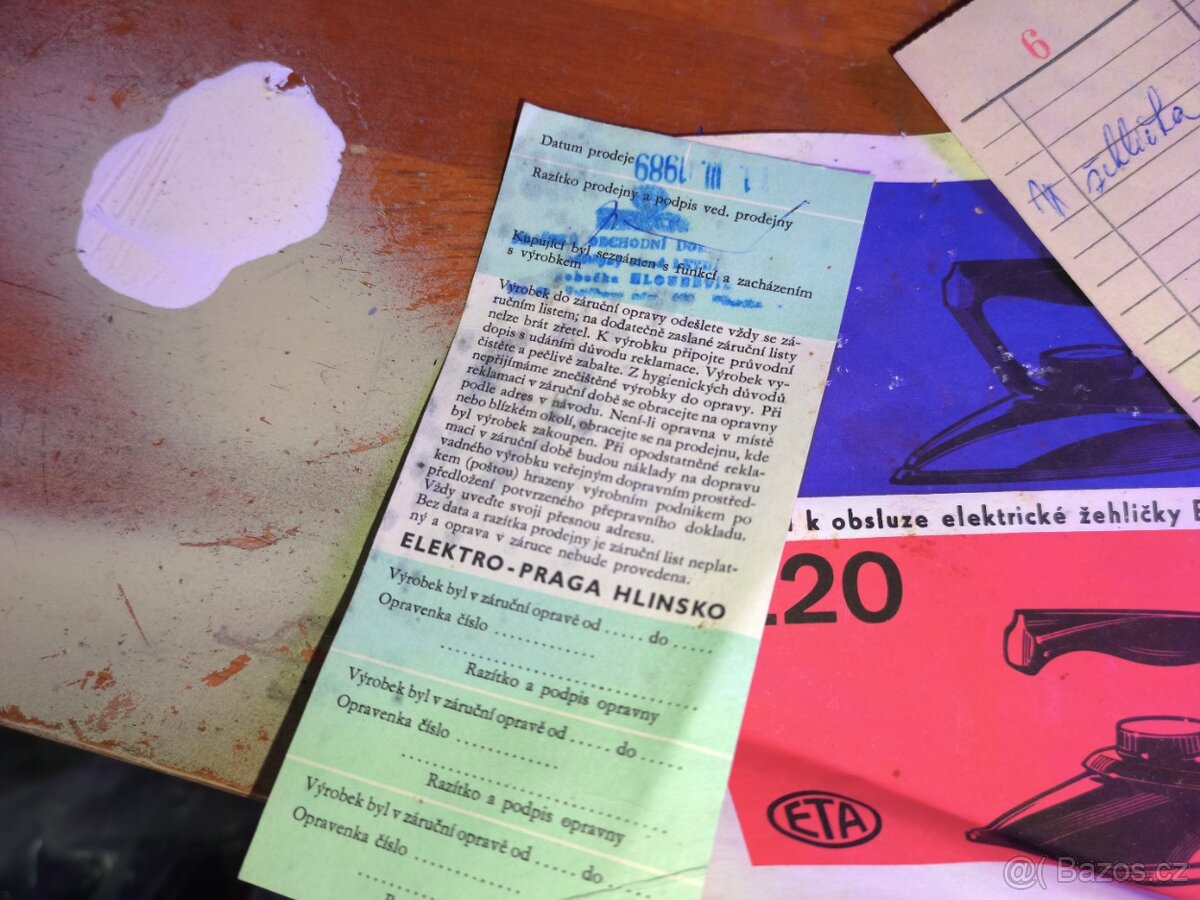 Datum prodeje 1. III. 1989
Razítko prodejny a podpis ved. prodejny
OBCHODNÍ
Kupující byl seznámen s funkcí a zacházením
s výrobkem
Výrobek do záruční opravy odešlete vždy se zá-
ručním listem; na dodatečně zaslané záruční listy
nelze brát zřetel. K výrobku připojte průvodní
dopis s udáním důvodu reklamace. Výrobek vy-
čistěte a pečlivě zabalte. Z hygienických důvodů
nepřijímáme znečištěné výrobky do opravy. Při
reklamaci v záruční době se obracejte na opravny
podle adres v návodu. Není-li opravna v místě
nebo blízkém okolí, obracejte se na prodejnu, kde
byl výrobek zakoupen. Při opodstatněné rekla-
maci v záruční době budou náklady na dopravu
vadného výrobku veřejným dopravním prostřed-
kem (poštou) hrazeny výrobním podnikem po
předložení potvrzeného přepravního dokladu.
Vždy uveďte svoji přesnou adresu.
Bez data a razítka prodejny je záruční list neplat-
ný a oprava v záruce nebude provedena.
ELEKTRO-PRAGA HLINSKO
Výrobek byl v záruční opravě od ..... do ......
Opravenka číslo ...............
Razítko a podpis opravny
Výrobek byl v záruční opravě od ..... do ......
Opravenka číslo ...............
Razítko a podpis opravny
Výrobek byl v záruční opravě od ..... do ......
Opravenka číslo ...............
6
žehlička
k obsluze elektrické žehličky E
20
ETA
@( Bazos.cz